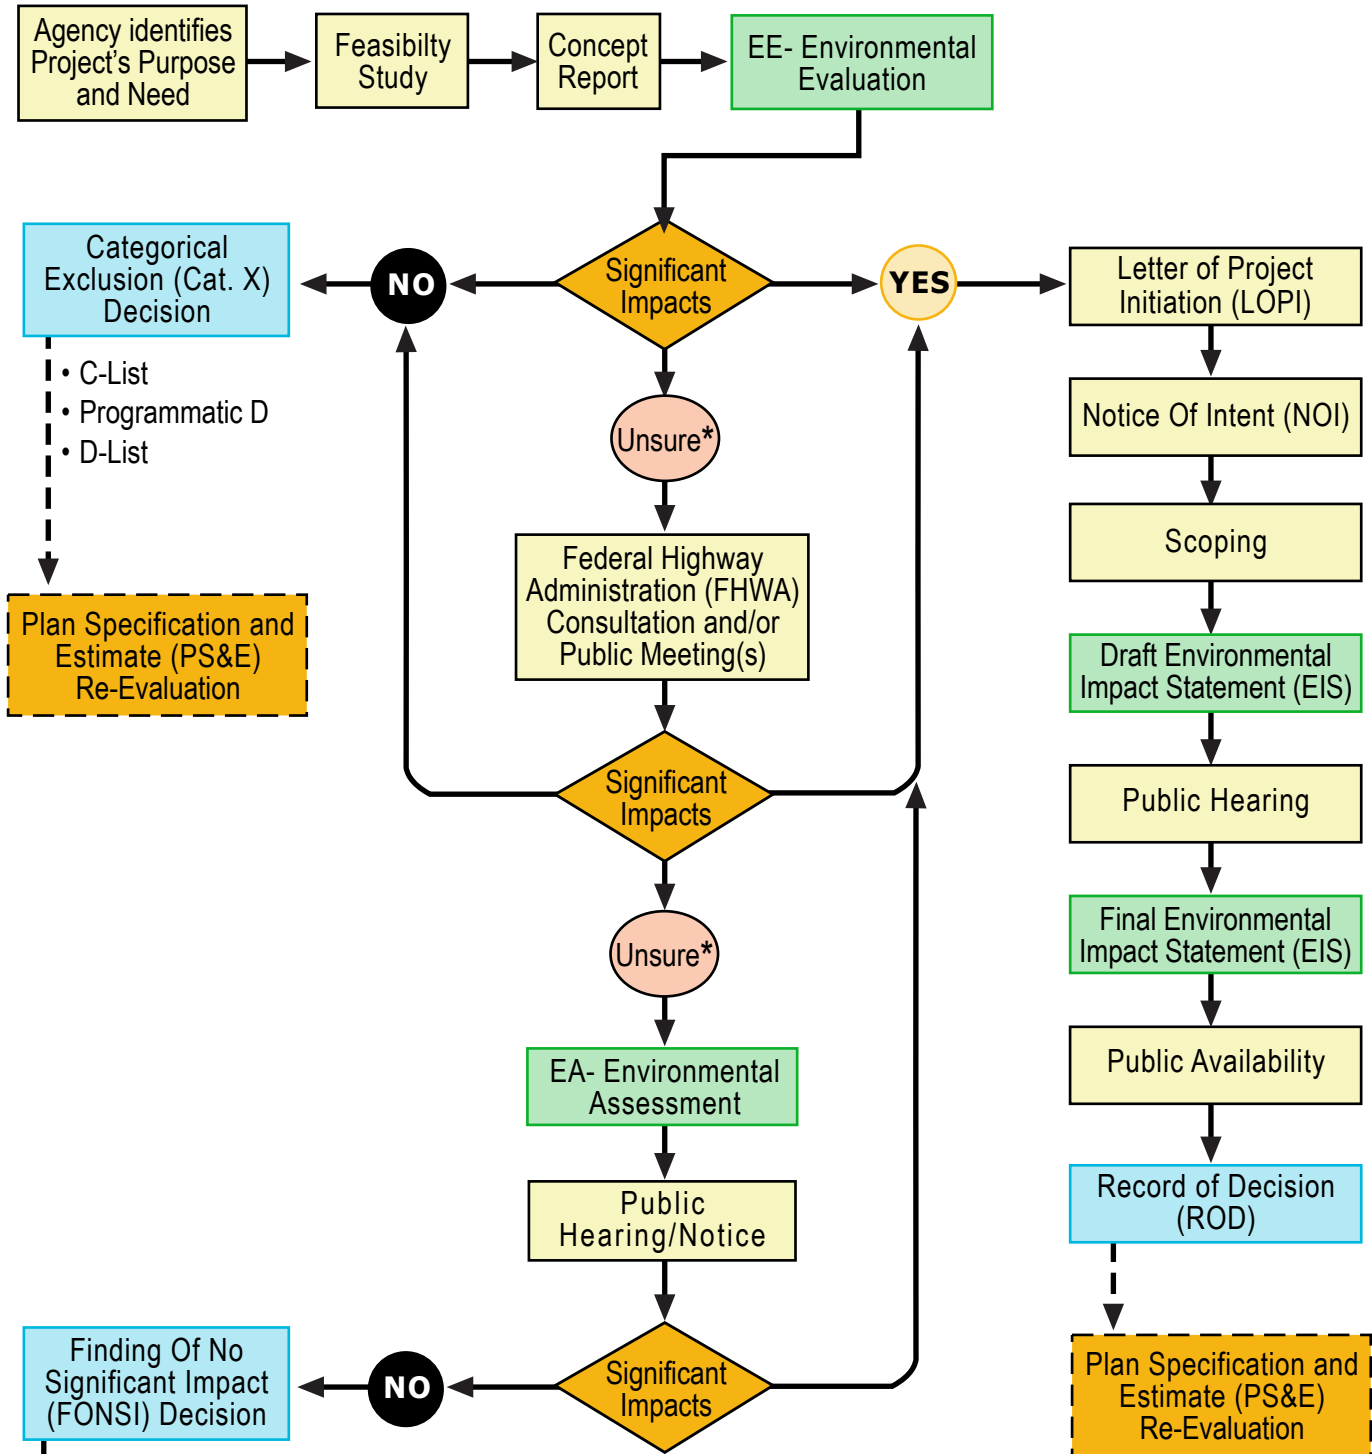 Agency identifies
Project's Purpose
and Need
Feasibilty
Study
Concept
Report
EE- Environmental
Evaluation
Significant
Impacts
NO
Categorical
Exclusion (Cat. X)
Decision
• C-List
• Programmatic D
• D-List
Plan Specification and
Estimate (PS&E)
Re-Evaluation
YES
Letter of Project
Initiation (LOPI)
Notice Of Intent (NOI)
Scoping
Draft Environmental
Impact Statement (EIS)
Public Hearing
Final Environmental
Impact Statement (EIS)
Public Availability
Record of Decision
(ROD)
Plan Specification and
Estimate (PS&E)
Re-Evaluation
Unsure*
Federal Highway
Administration (FHWA)
Consultation and/or
Public Meeting(s)
Significant
Impacts
Unsure*
EA- Environmental
Assessment
Public
Hearing/Notice
Significant
Impacts
NO
Finding Of No
Significant Impact
(FONSI) Decision